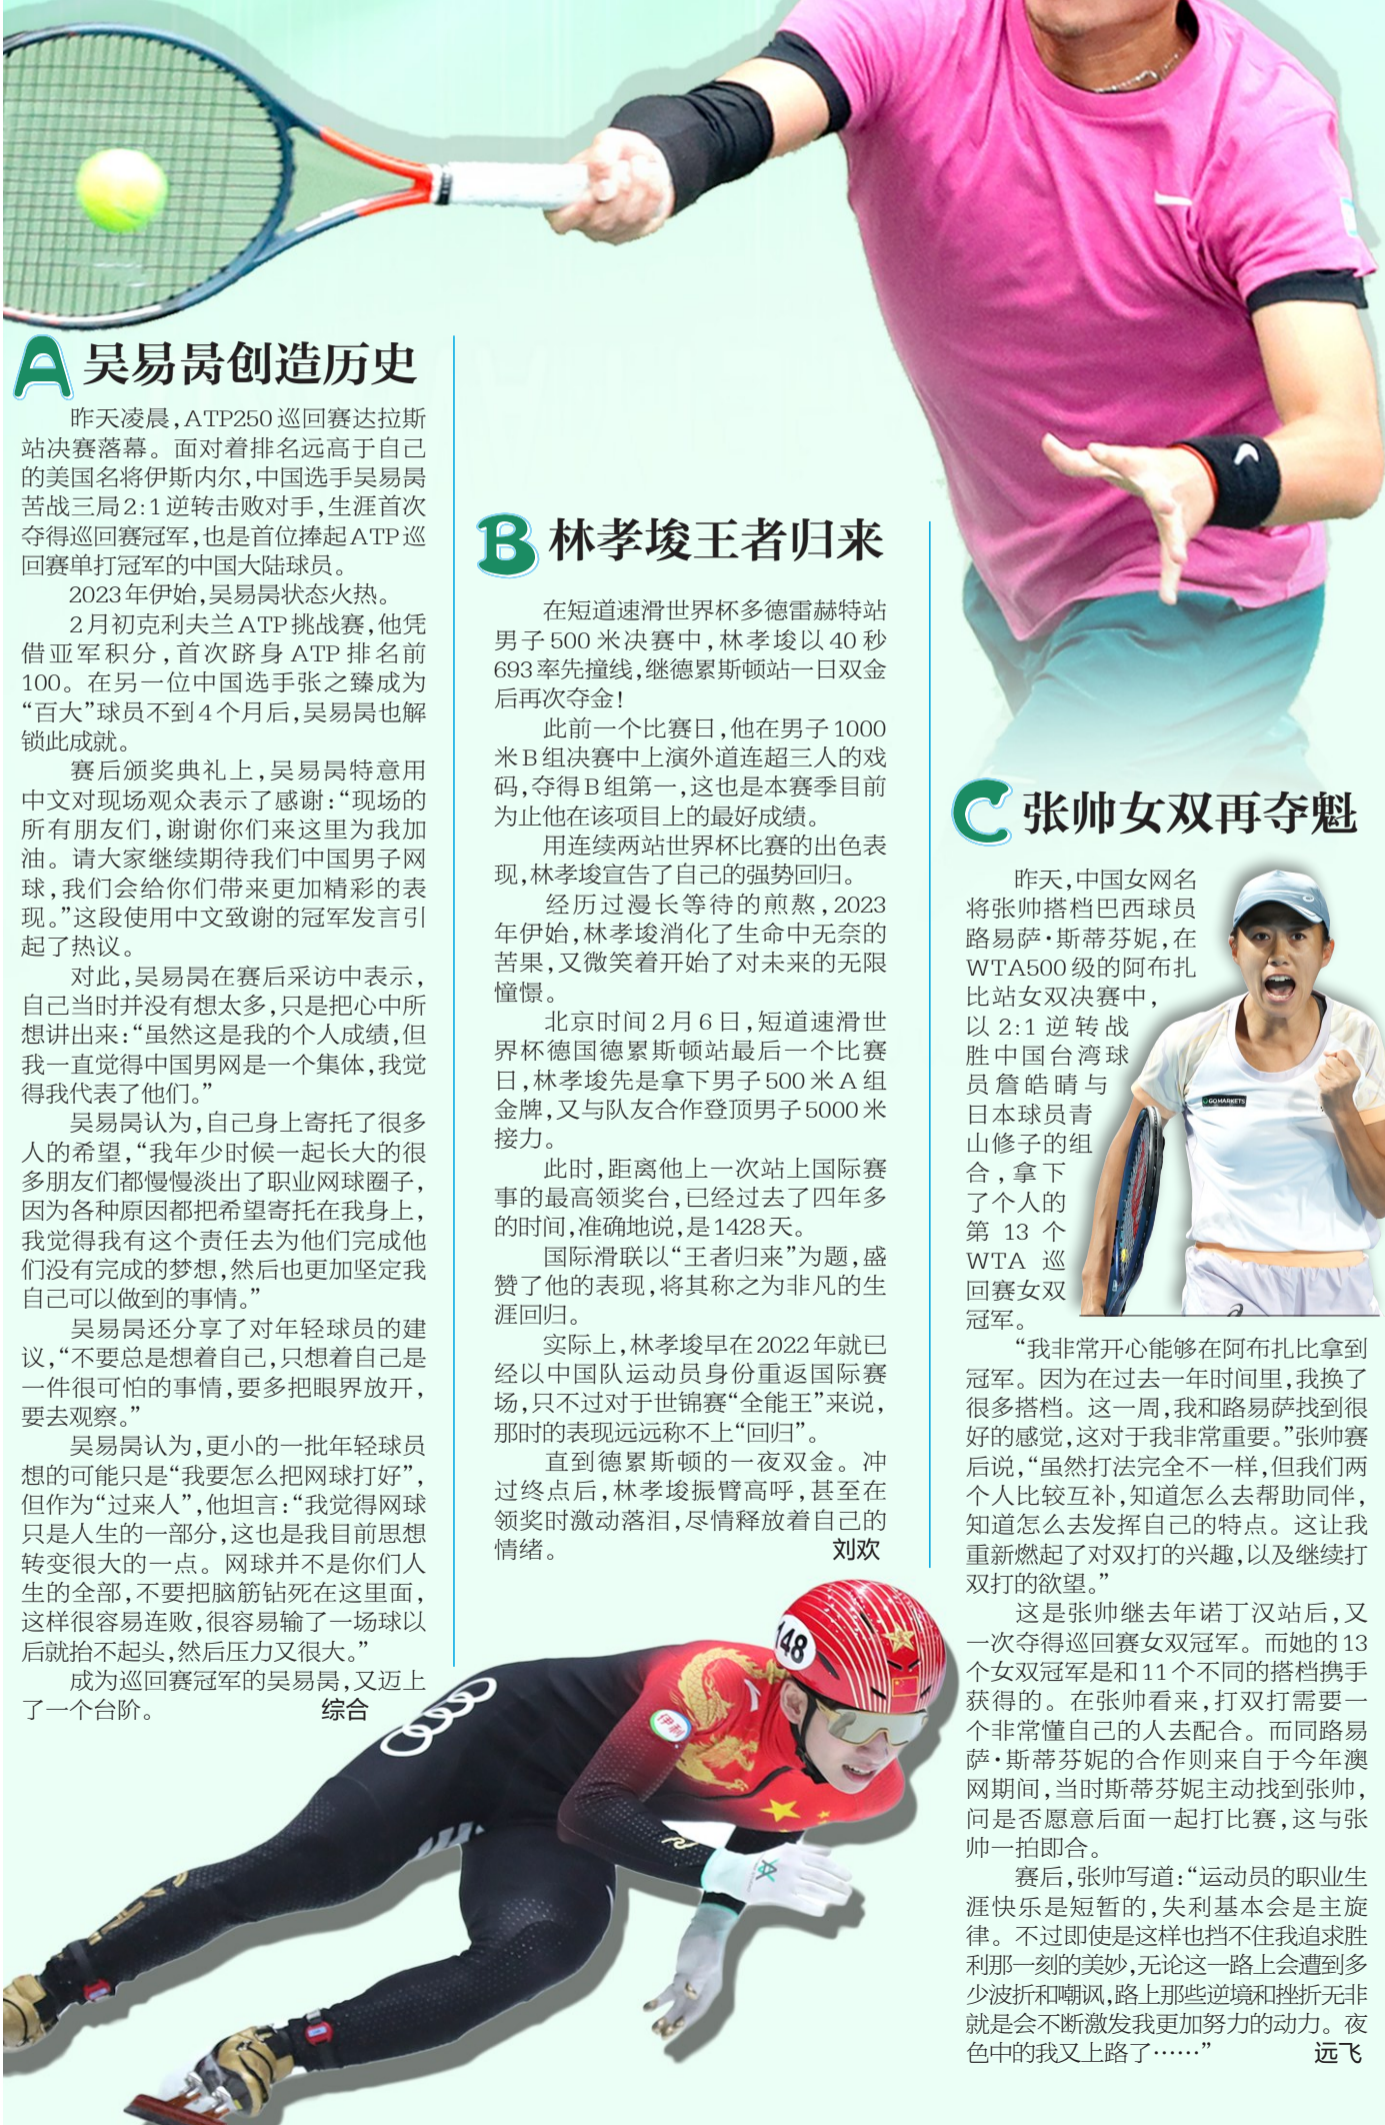 A 吴易昺创造历史
昨天凌晨,ATP250巡回赛达拉斯
站决赛落幕。面对着排名远高于自己
的美国名将伊斯内尔,中国选手吴易昺
苦战三局2:1逆转击败对手,生涯首次
夺得巡回赛冠军,也是首位捧起ATP巡
回赛单打冠军的中国大陆球员。
2023年伊始,吴易昺状态火热。
2月初克利夫兰ATP挑战赛,他凭
借亚军积分,首次跻身ATP排名前
100。在另一位中国选手张之臻成为
“百大”球员不到4个月后,吴易昺也解
锁此成就。
赛后颁奖典礼上,吴易昺特意用
中文对现场观众表示了感谢:“现场的
所有朋友们,谢谢你们来这里为我加
油。请大家继续期待我们中国男子网
球,我们会给你们带来更加精彩的表
现。”这段使用中文致谢的冠军发言引
起了热议。
对此,吴易昺在赛后采访中表示,
自己当时并没有想太多,只是把心中所
想讲出来:“虽然这是我的个人成绩,但
我一直觉得中国男网是一个集体,我觉
得我代表了他们。”
吴易昺认为,自己身上寄托了很多
人的希望,“我年少时候一起长大的很
多朋友们都慢慢淡出了职业网球圈子,
因为各种原因都把希望寄托在我身上,
我觉得我有这个责任去为他们完成他
们没有完成的梦想,然后也更加坚定我
自己可以做到的事情。”
吴易昺还分享了对年轻球员的建
议,“不要总是想着自己,只想着自己是
一件很可怕的事情,要多把眼界放开,
要去观察。”
吴易昺认为,更小的一批年轻球员
想的可能只是“我要怎么把网球打好”,
但作为“过来人”,他坦言:“我觉得网球
只是人生的一部分,这也是我目前思想
转变很大的一点。网球并不是你们人
生的全部,不要把脑筋钻死在这里面,
这样很容易连败,很容易输了一场球以
后就抬不起头,然后压力又很大。”
成为巡回赛冠军的吴易昺,又迈上
了一个台阶。 综合
B 林孝埈王者归来
在短道速滑世界杯多德雷赫特站
男子500米决赛中,林孝埈以40秒
693率先撞线,继德累斯顿站一日双金
后再次夺金!
此前一个比赛日,他在男子1000
米B组决赛中上演外道连超三人的戏
码,夺得B组第一,这也是本赛季目前
为止他在该项目上的最好成绩。
用连续两站世界杯比赛的出色表
现,林孝埈宣告了自己的强势回归。
经历过漫长等待的煎熬,2023
年伊始,林孝埈消化了生命中无奈的
苦果,又微笑着开始了对未来的无限
憧憬。
北京时间2月6日,短道速滑世
界杯德国德累斯顿站最后一个比赛
日,林孝埈先是拿下男子500米A组
金牌,又与队友合作登顶男子5000米
接力。
此时,距离他上一次站上国际赛
事的最高领奖台,已经过去了四年多
的时间,准确地说,是1428天。
国际滑联以“王者归来”为题,盛
赞了他的表现,将其称之为非凡的生
涯回归。
实际上,林孝埈早在2022年就已
经以中国队运动员身份重返国际赛
场,只不过对于世锦赛“全能王”来说,
那时的表现远远称不上“回归”。
直到德累斯顿的一夜双金。冲
过终点后,林孝埈振臂高呼,甚至在
领奖时激动落泪,尽情释放着自己的
情绪。 刘欢
148
C 张帅女双再夺魁
昨天,中国女网名
将张帅搭档巴西球员
路易萨·斯蒂芬妮,在
WTA500级的阿布扎
比站女双决赛中,
以2:1逆转战
胜中国台湾球
员詹皓晴与
日本球员青
山修子的组
合,拿下
了个人的
第13个
WTA巡
回赛女双
冠军。
GOMARKETS
“我非常开心能够在阿布扎比拿到
冠军。因为在过去一年时间里,我换了
很多搭档。这一周,我和路易萨找到很
好的感觉,这对于我非常重要。”张帅赛
后说,“虽然打法完全不一样,但我们两
个人比较互补,知道怎么去帮助同伴,
知道怎么去发挥自己的特点。这让我
重新燃起了对双打的兴趣,以及继续打
双打的欲望。”
这是张帅继去年诺丁汉站后,又
一次夺得巡回赛女双冠军。而她的13
个女双冠军是和11个不同的搭档携手
获得的。在张帅看来,打双打需要一
个非常懂自己的人去配合。而同路易
萨·斯蒂芬妮的合作则来自于今年澳
网期间,当时斯蒂芬妮主动找到张帅,
问是否愿意后面一起打比赛,这与张
帅一拍即合。
赛后,张帅写道:“运动员的职业生
涯快乐是短暂的,失利基本会是主旋
律。不过即使是这样也挡不住我追求胜
利那一刻的美妙,无论这一路上会遭到多
少波折和嘲讽,路上那些逆境和挫折无非
就是会不断激发我更加努力的动力。夜
色中的我又上路了……” 远飞